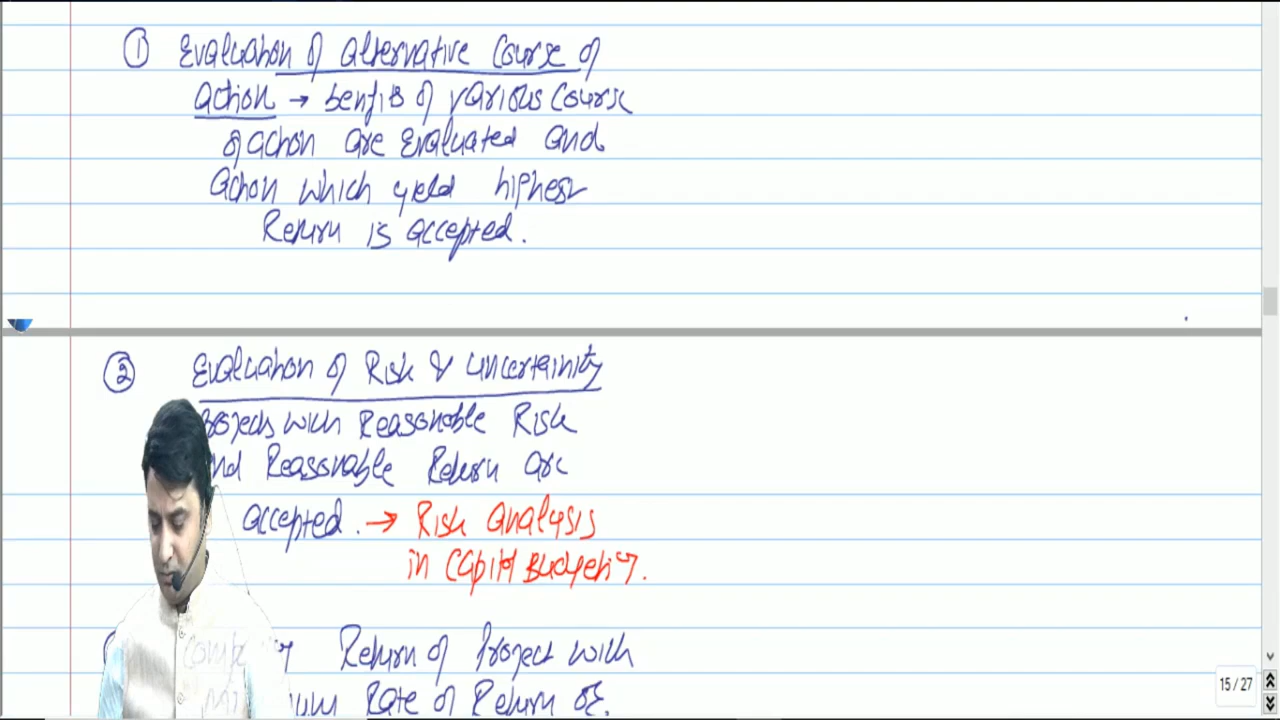 ① Evaluation of alternative Course of
action → benfits of various Course
of action are Evaluated and
action which yield highest
Return is accepted.
② Evaluation of Risk & Uncertainity
Projects with Reasonable Risk
and Reasonable Return are
accepted. → Risk analysis
in Capital Budgeting.
Return of Project with
Rate of Return of.
15 / 27